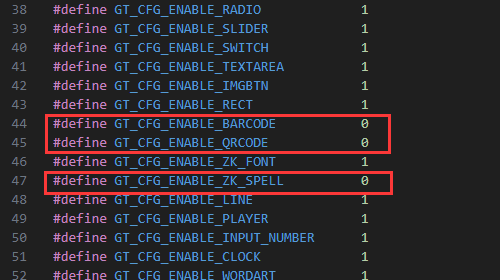 38 #define GT_CFG_ENABLE_RADIO 1
39 #define GT_CFG_ENABLE_SLIDER 1
40 #define GT_CFG_ENABLE_SWITCH 1
41 #define GT_CFG_ENABLE_TEXTAREA 1
42 #define GT_CFG_ENABLE_IMGBTN 1
43 #define GT_CFG_ENABLE_RECT 1
44 #define GT_CFG_ENABLE_BARCODE 0
45 #define GT_CFG_ENABLE_QRCODE 0
46 #define GT_CFG_ENABLE_ZK_FONT 1
47 #define GT_CFG_ENABLE_ZK_SPELL 0
48 #define GT_CFG_ENABLE_LINE 1
49 #define GT_CFG_ENABLE_PLAYER 1
50 #define GT_CFG_ENABLE_INPUT_NUMBER 1
51 #define GT_CFG_ENABLE_CLOCK 1
52 #define GT_CFG_ENABLE_WORDART 1